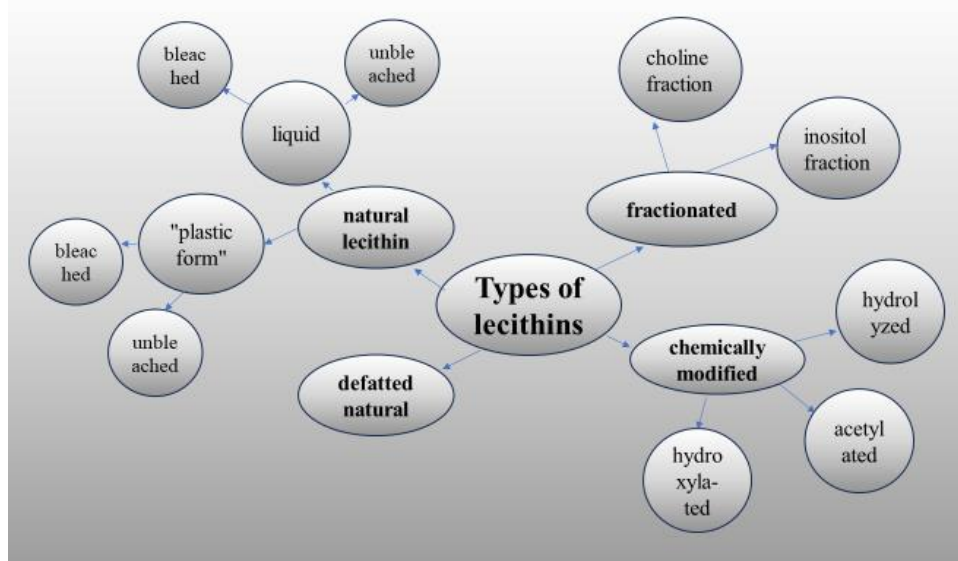 bleac
hed
unble
ached
liquid
choline
fraction
inositol
fraction
natural
lecithin
fractionated
"plastic
form"
bleac
hed
unble
ached
Types of
lecithins
defatted
natural
chemically
modified
hydrol
yzed
acetyl
ated
hydro
xyla-
ted